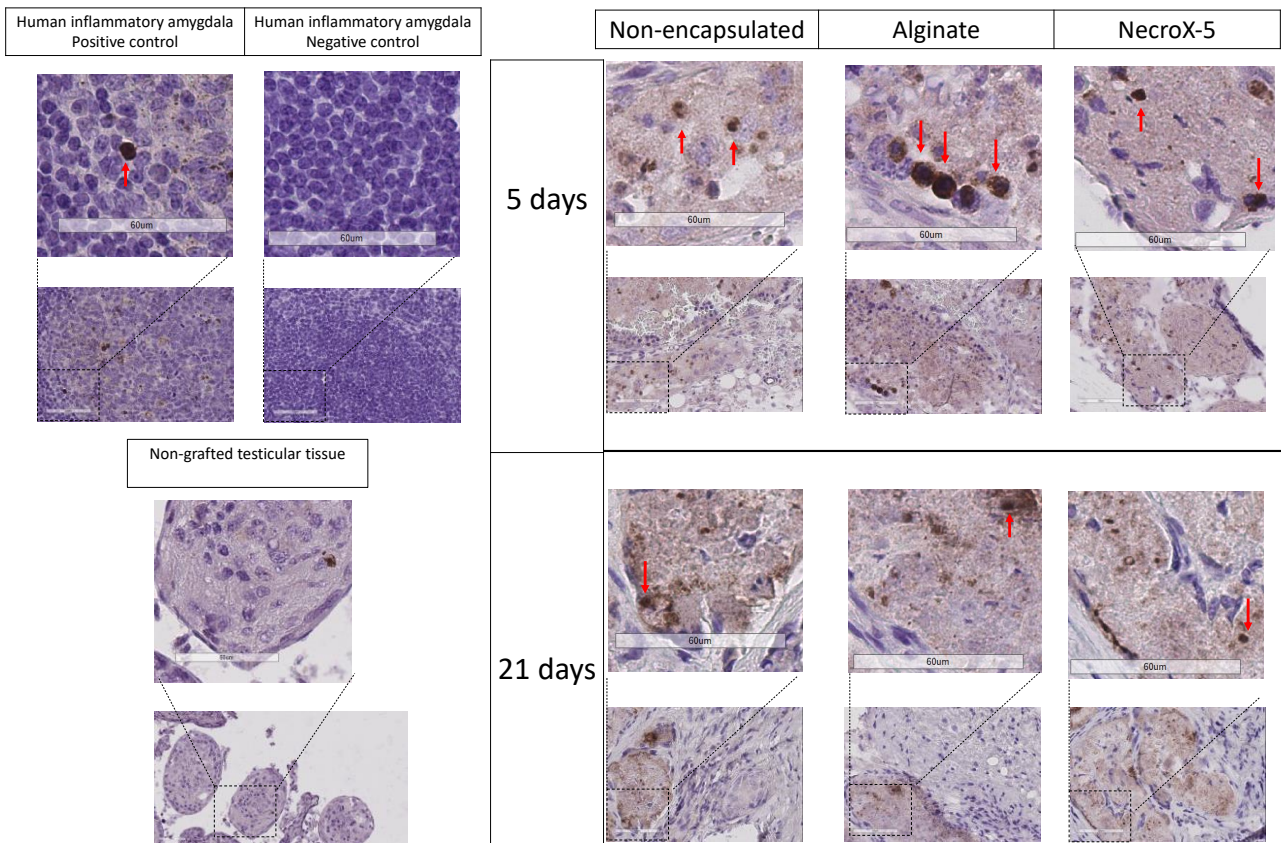 Human inflammatory amygdala
Positive control
Human inflammatory amygdala
Negative control
60um
60um
Non-grafted testicular tissue
60um
Non-encapsulated
Alginate
NecroX-5
5 days
60um
60um
60um
21 days
60um
60um
60um